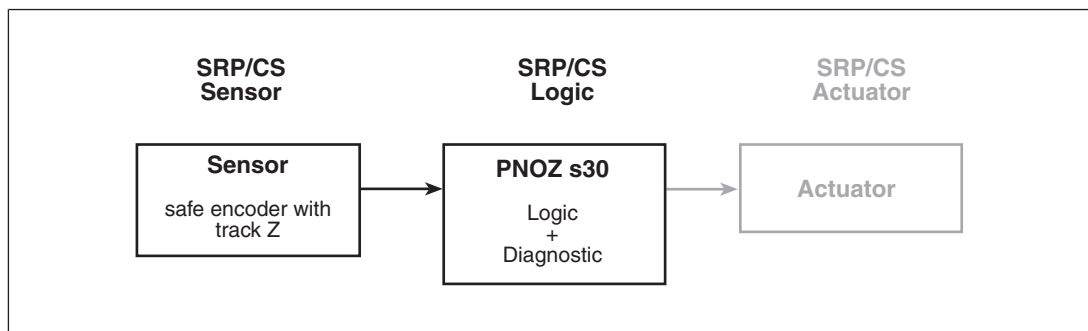 SRP/CS
Sensor
SRP/CS
Logic
SRP/CS
Actuator
Sensor
safe encoder with
track Z
PNOZ s30
Logic
+
Diagnostic
Actuator